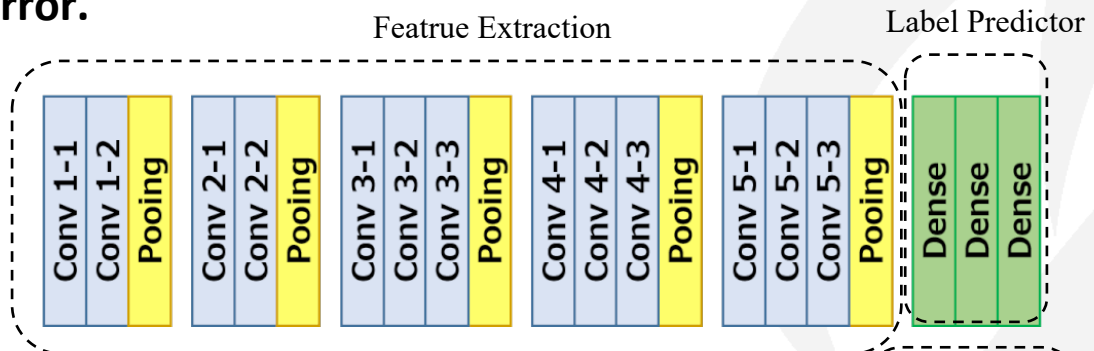 rror.
Featrue Extraction
Label Predictor
Conv 1-1
Conv 1-2
Pooing
Conv 2-1
Conv 2-2
Pooing
Conv 3-1
Conv 3-2
Conv 3-3
Pooing
Conv 4-1
Conv 4-2
Conv 4-3
Pooing
Conv 5-1
Conv 5-2
Conv 5-3
Pooing
Dense
Dense
Dense